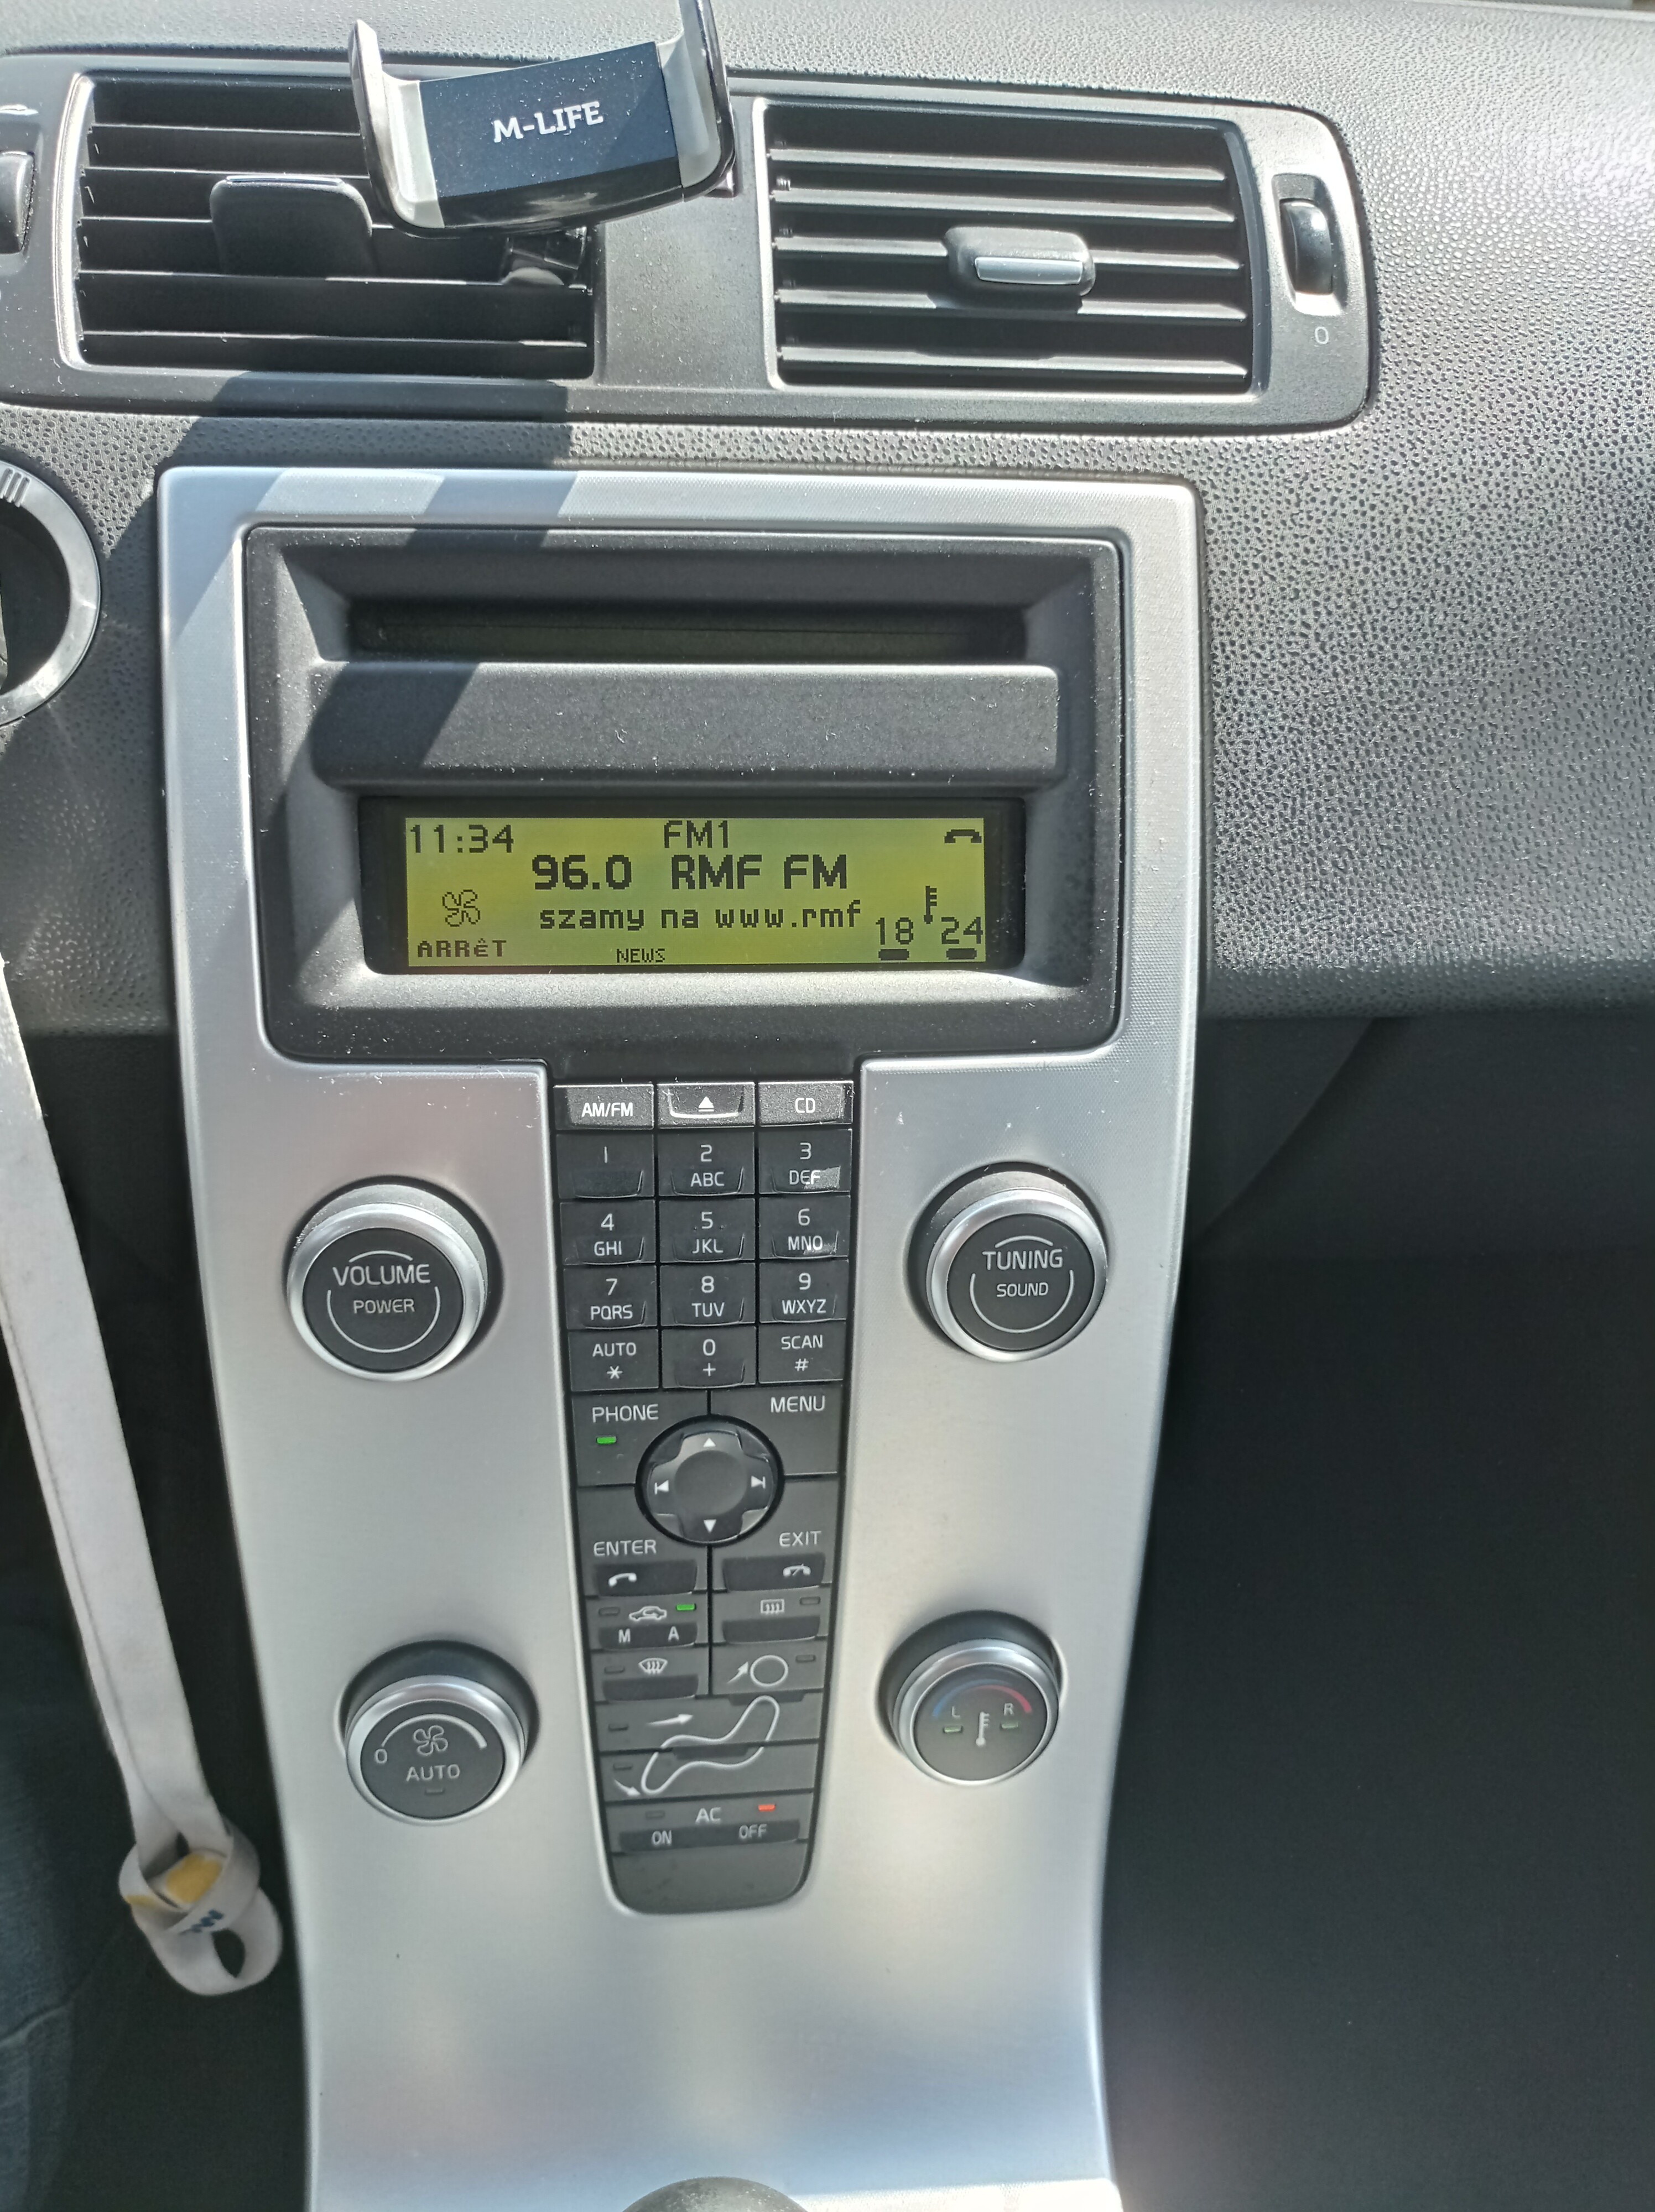 M-LIFE
0
11:34 FM1
96.0 RMF FM
szamy na www.rmf
18 24
ARRêT NEWS
AM/FM CD
1 2 3
ABC DEF
4 5 6
GHI JKL MNO
7 8 9
PQRS TUV WXYZ
AUTO 0 SCAN
* + #
VOLUME
POWER
TUNING
SOUND
PHONE MENU
ENTER EXIT
M A
0
AUTO
L R
AC
ON OFF